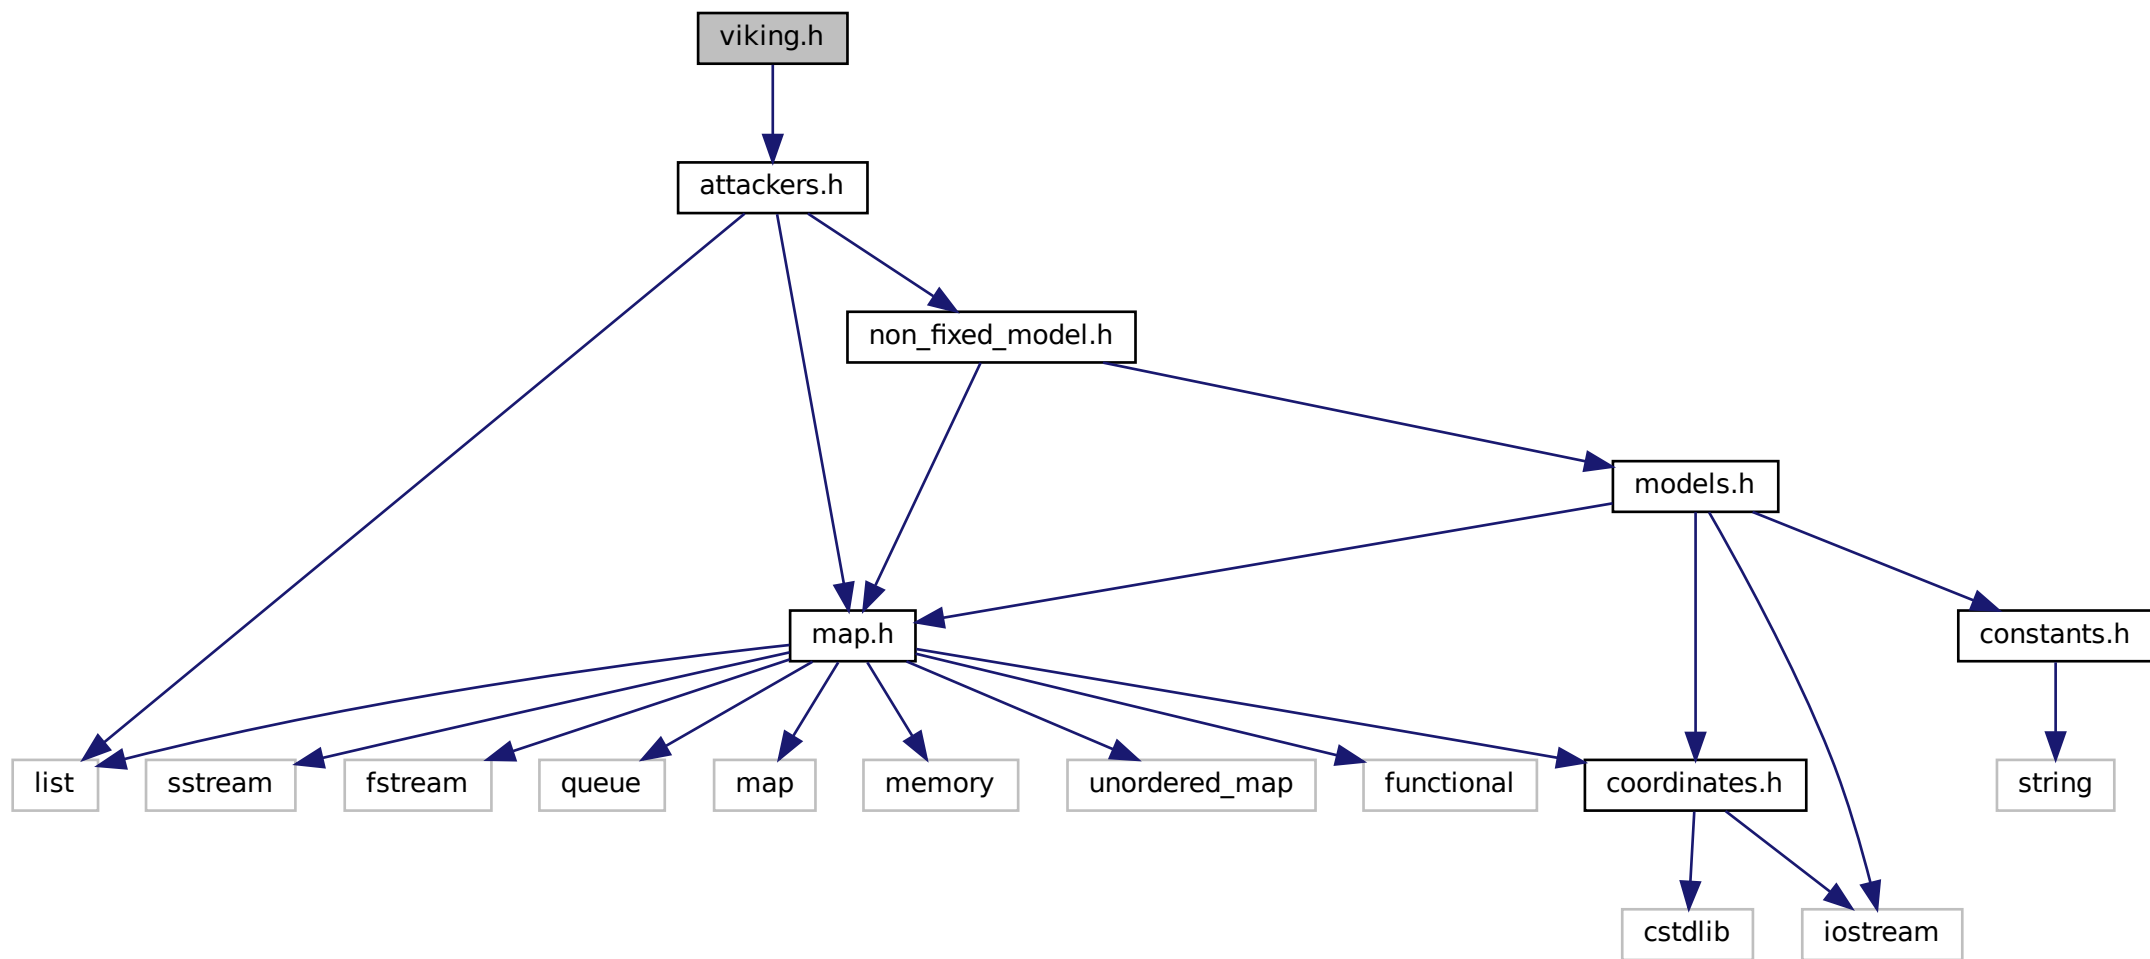 viking.h
attackers.h
non_fixed_model.h
models.h
map.h
constants.h
list
sstream
fstream
queue
map
memory
unordered_map
functional
coordinates.h
string
cstdlib
iostream